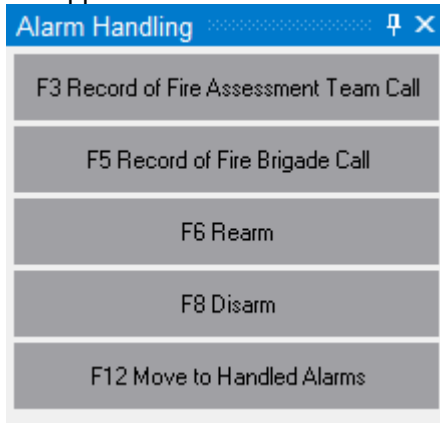 Alarm Handling
F3 Record of Fire Assessment Team Call
F5 Record of Fire Brigade Call
F6 Rearm
F8 Disarm
F12 Move to Handled Alarms